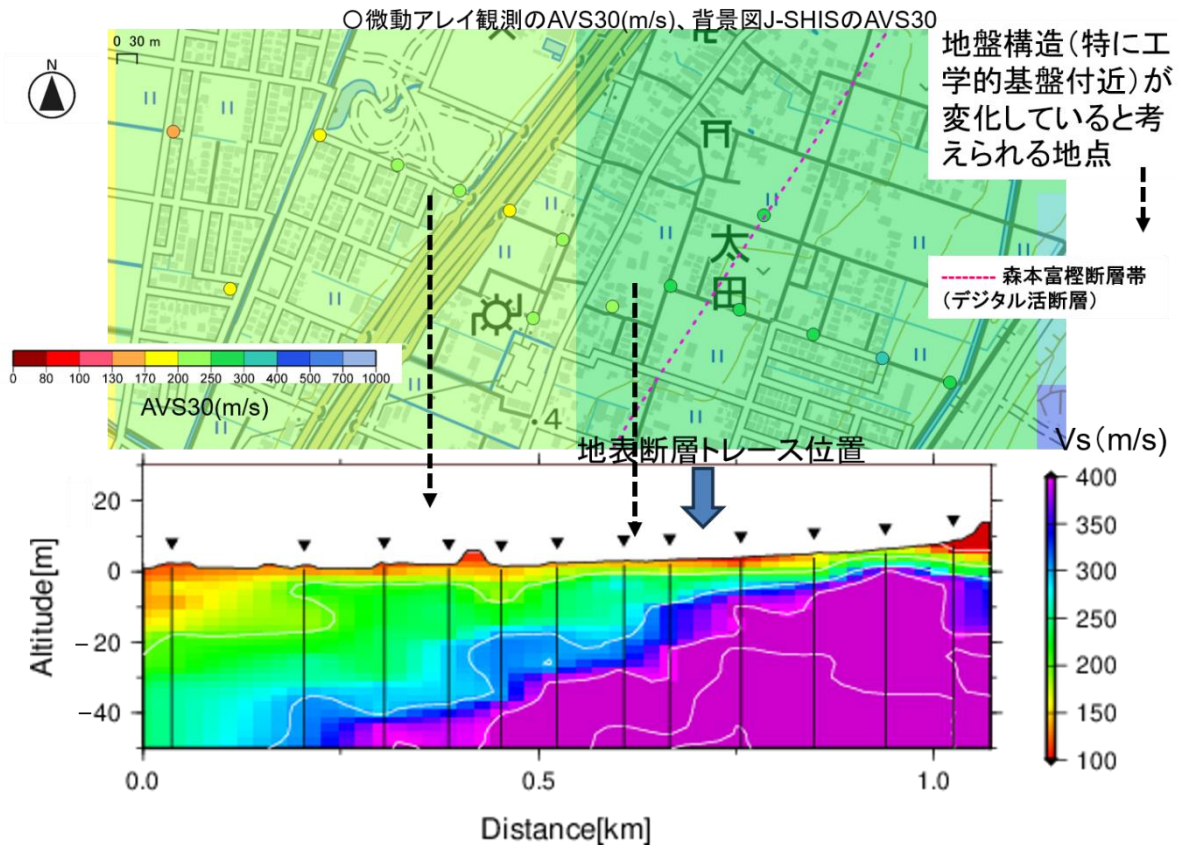 ○微動アレイ観測のAVS30(m/s)、背景図J-SHISのAVS30
0 30 m
N
地盤構造(特に工
学的基盤付近)が
変化していると考
えられる地点
森本富樫断層帯
(デジタル活断層)
太
田
・4
0 80 100 130 170 200 250 300 400 500 700 1000
AVS30(m/s)
地表断層トレース位置
Vs(m/s)
20
0
−20
−40
Altitude[m]
400
350
300
250
200
150
100
0.0 0.5 1.0
Distance[km]